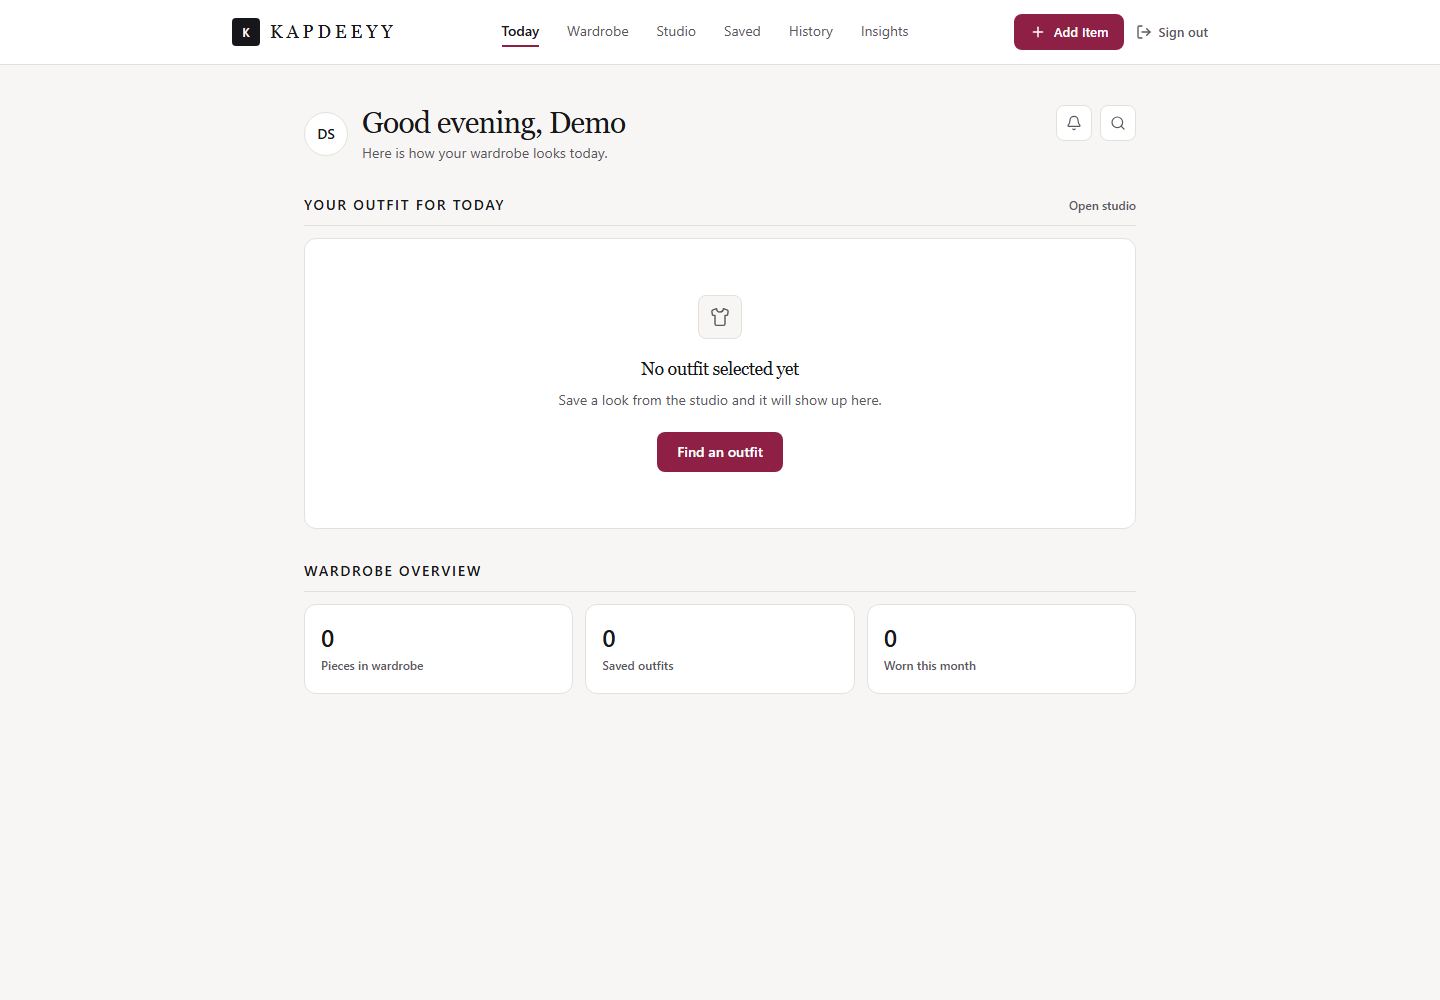 K KAPDEEYY Today Wardrobe Studio Saved History Insights Add Item Sign out
DS Good evening, Demo
Here is how your wardrobe looks today.
YOUR OUTFIT FOR TODAY Open studio
No outfit selected yet
Save a look from the studio and it will show up here.
Find an outfit
WARDROBE OVERVIEW
0 0 0
Pieces in wardrobe Saved outfits Worn this month